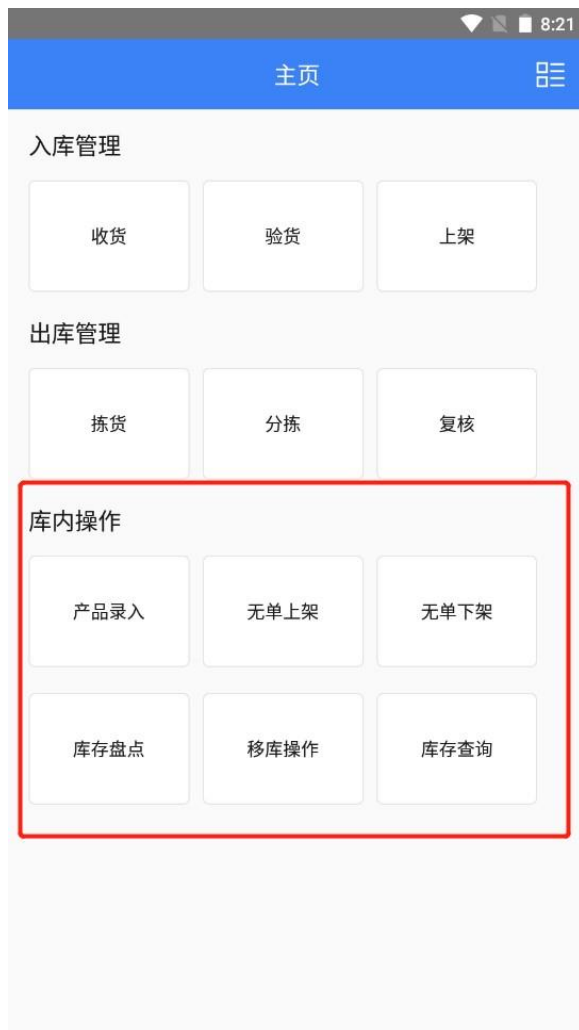 8:21
主页
入库管理
收货 验货 上架
出库管理
拣货 分拣 复核
库内操作
产品录入 无单上架 无单下架
库存盘点 移库操作 库存查询